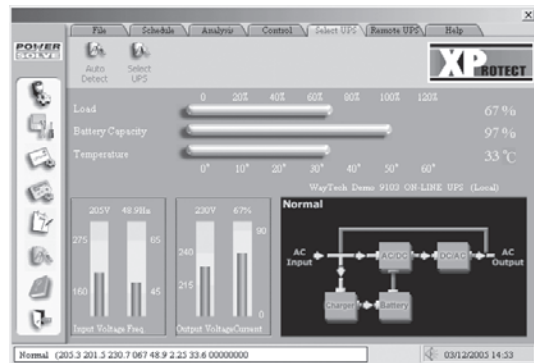 File Schedule Analysis Control Select UPS Remote UPS Help
POWER
SOLVE
Auto
Detect
Select
UPS
XPROTECT
0 20% 40% 60% 80% 100% 120%
Load 67%
Battery Capacity 97%
Temperature 33℃
0° 10° 20° 30° 40° 50° 60°
WayTech Demo 9103 ON-LINE UPS (Local)
205V 48.9Hz
275 65
160 45
Input Voltage Freq.
230V 67%
90
240
215
0
Output Voltage Current
Normal
AC
Input
AC/DC
DC/AC
AC
Output
Charger
Battery
Normal (205.3 201.5 230.7 067 48.9 2.25 33.6 00000000
03/12/2005 14:53